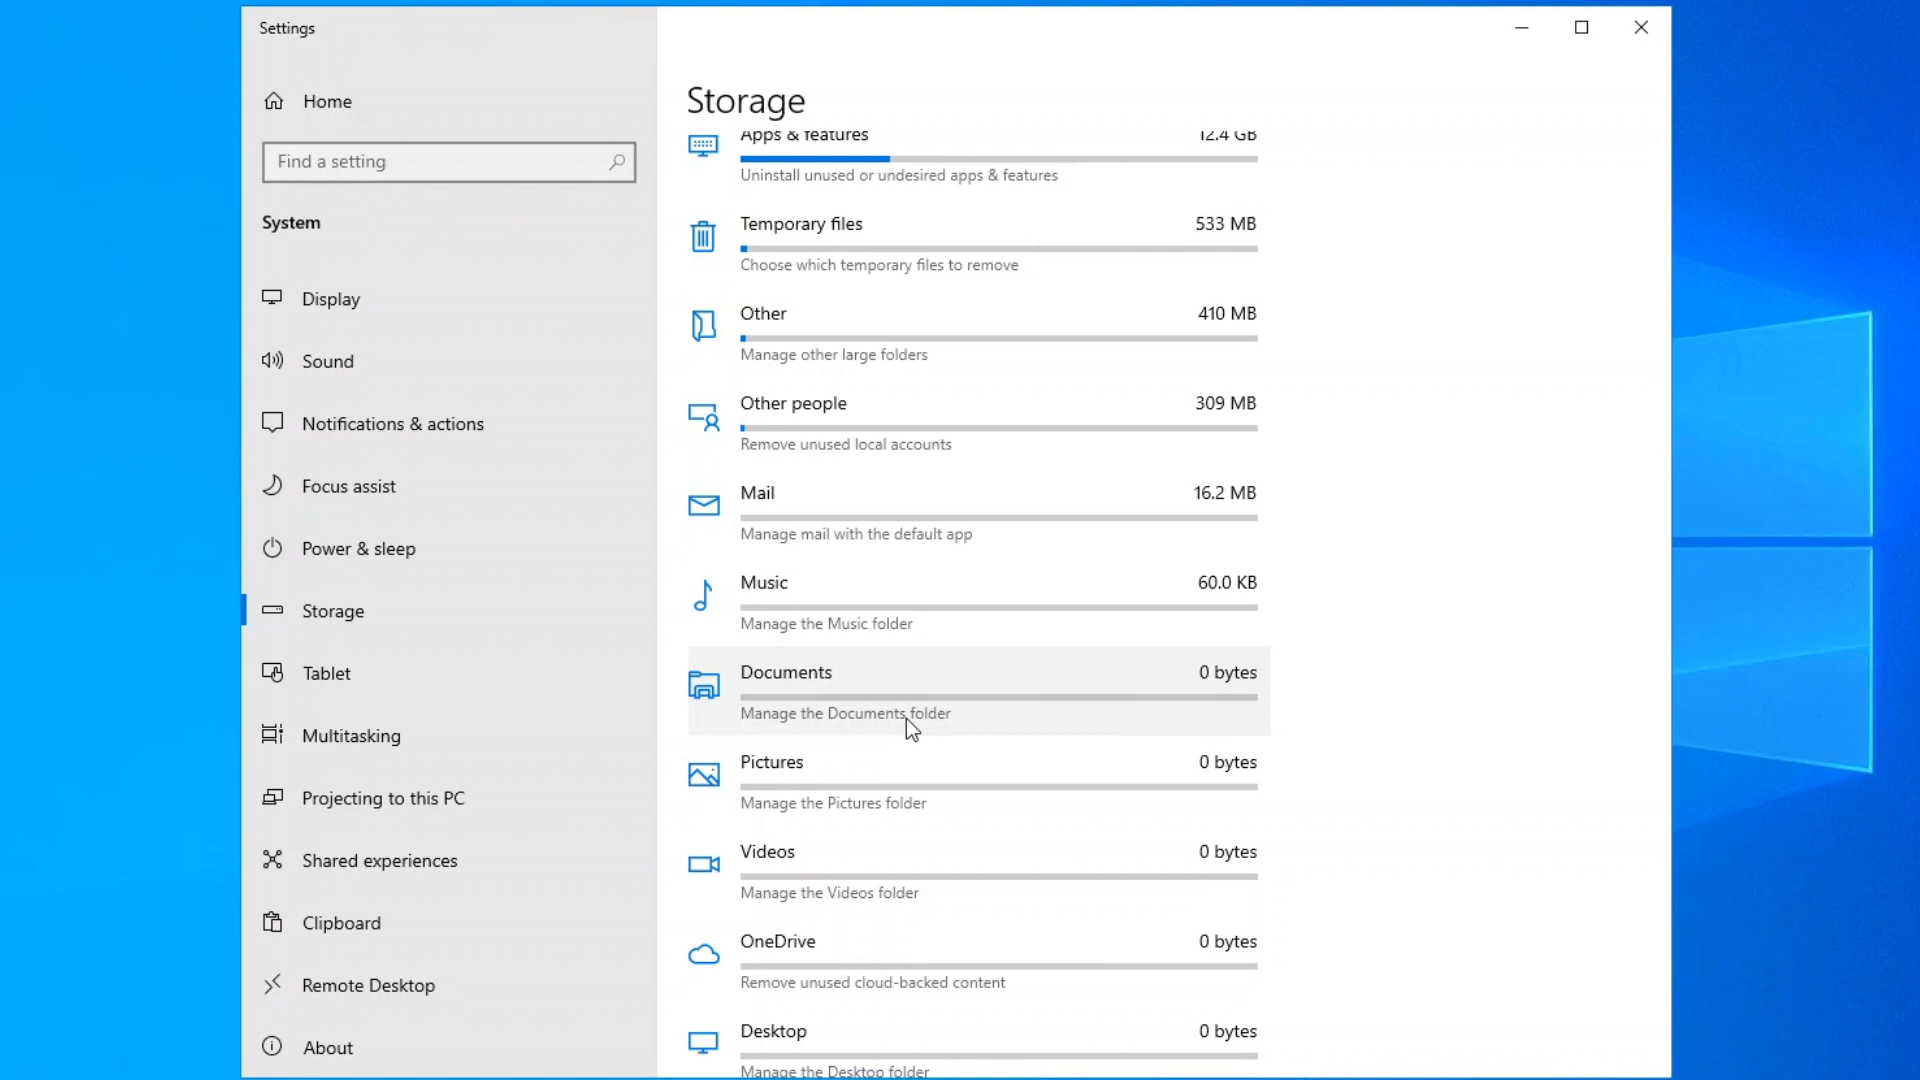 Settings
Home
Find a setting
System
Display
Sound
Notifications & actions
Focus assist
Power & sleep
Storage
Tablet
Multitasking
Projecting to this PC
Shared experiences
Clipboard
Remote Desktop
About
Storage
Apps & features 12.4 GB
Uninstall unused or undesired apps & features
Temporary files 533 MB
Choose which temporary files to remove
Other 410 MB
Manage other large folders
Other people 309 MB
Remove unused local accounts
Mail 16.2 MB
Manage mail with the default app
Music 60.0 KB
Manage the Music folder
Documents 0 bytes
Manage the Documents folder
Pictures 0 bytes
Manage the Pictures folder
Videos 0 bytes
Manage the Videos folder
OneDrive 0 bytes
Remove unused cloud-backed content
Desktop 0 bytes
Manage the Desktop folder